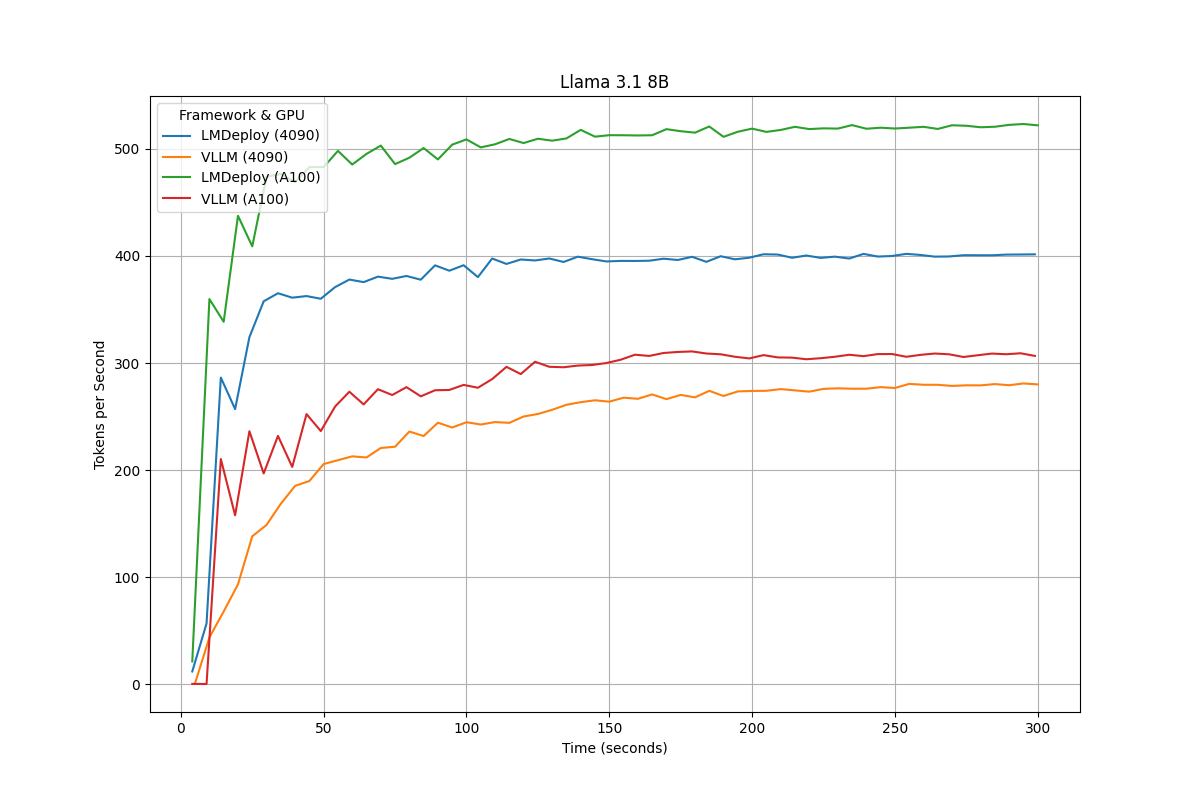 Llama 3.1 8B
Framework & GPU
LMDeploy (4090)
VLLM (4090)
LMDeploy (A100)
VLLM (A100)
Tokens per Second
500
400
300
200
100
0
0 50 100 150 200 250 300
Time (seconds)